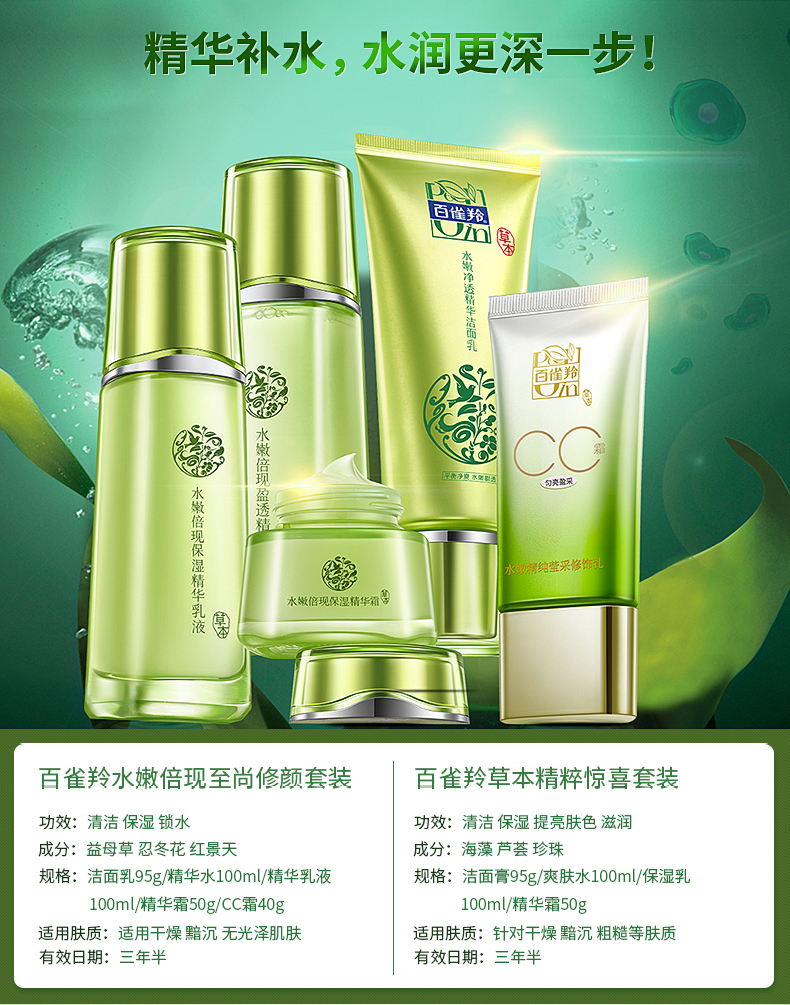 精华补水，水润更深一步！
百雀羚
草本
水嫩净透精华洁面乳
百雀羚
草本
CC霜
匀亮盈采
水嫩精纯莹采修饰乳
水嫩倍现盈透精
水嫩倍现保湿精华乳液
草本
水嫩倍现保湿精华霜
草本
百雀羚水嫩倍现至尚修颜套装
功效：清洁 保湿 锁水
成分：益母草 忍冬花 红景天
规格：洁面乳95g/精华水100ml/精华乳液
100ml/精华霜50g/CC霜40g
适用肤质：适用干燥 黯沉 无光泽肌肤
有效日期：三年半
百雀羚草本精粹惊喜套装
功效：清洁 保湿 提亮肤色 滋润
成分：海藻 芦荟 珍珠
规格：洁面膏95g/爽肤水100ml/保湿乳
100ml/精华霜50g
适用肤质：针对干燥 黯沉 粗糙等肤质
有效日期：三年半